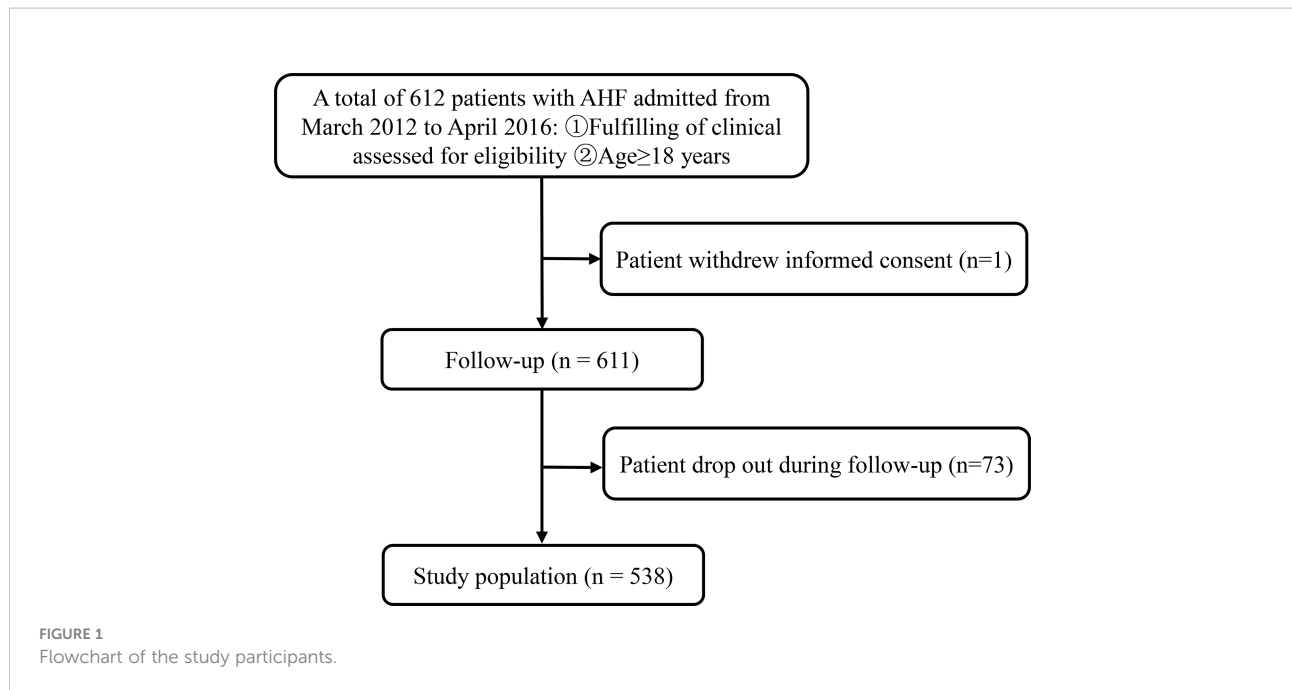 A total of 612 patients with AHF admitted from
March 2012 to April 2016: ①Fulfilling of clinical
assessed for eligibility ②Age≥18 years
Patient withdrew informed consent (n=1)
Follow-up (n = 611)
Patient drop out during follow-up (n=73)
Study population (n = 538)
FIGURE 1
Flowchart of the study participants.